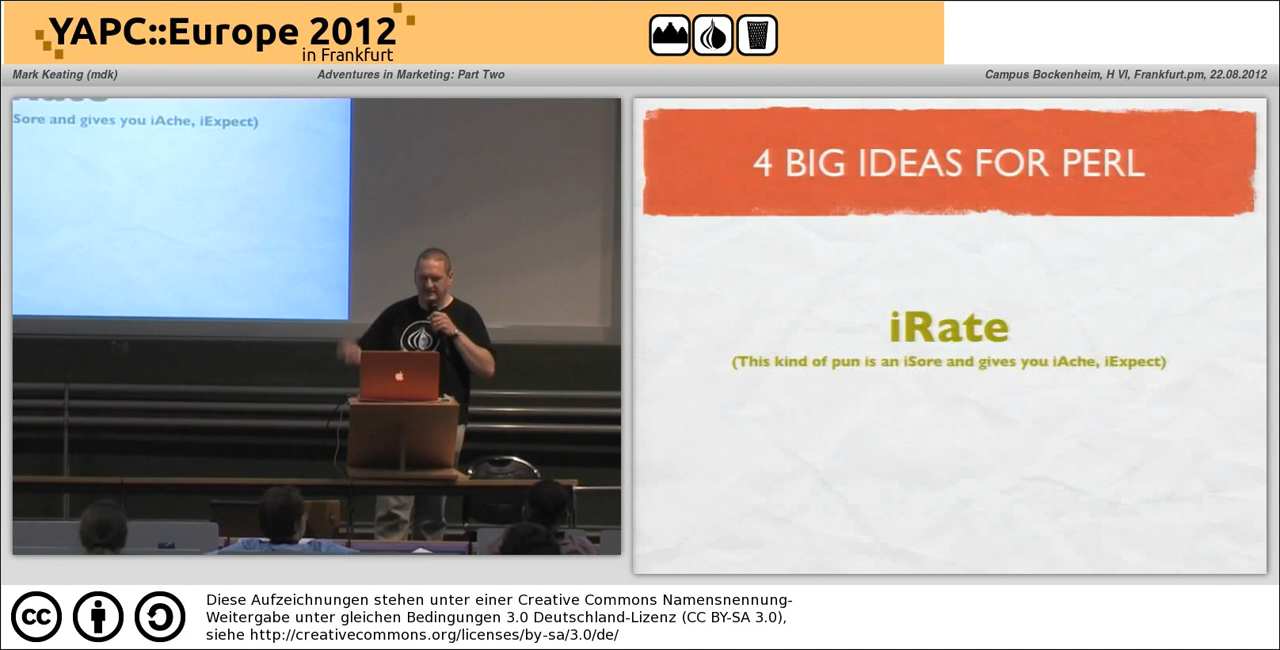 YAPC::Europe 2012
in Frankfurt
Mark Keating (mdk)
Adventures in Marketing: Part Two
Campus Bockenheim, H VI, Frankfurt.pm, 22.08.2012
Sore and gives you iAche, iExpect)
4 BIG IDEAS FOR PERL
iRate
(This kind of pun is an iSore and gives you iAche, iExpect)
cc
Diese Aufzeichnungen stehen unter einer Creative Commons Namensnennung-
Weitergabe unter gleichen Bedingungen 3.0 Deutschland-Lizenz (CC BY-SA 3.0),
siehe http://creativecommons.org/licenses/by-sa/3.0/de/